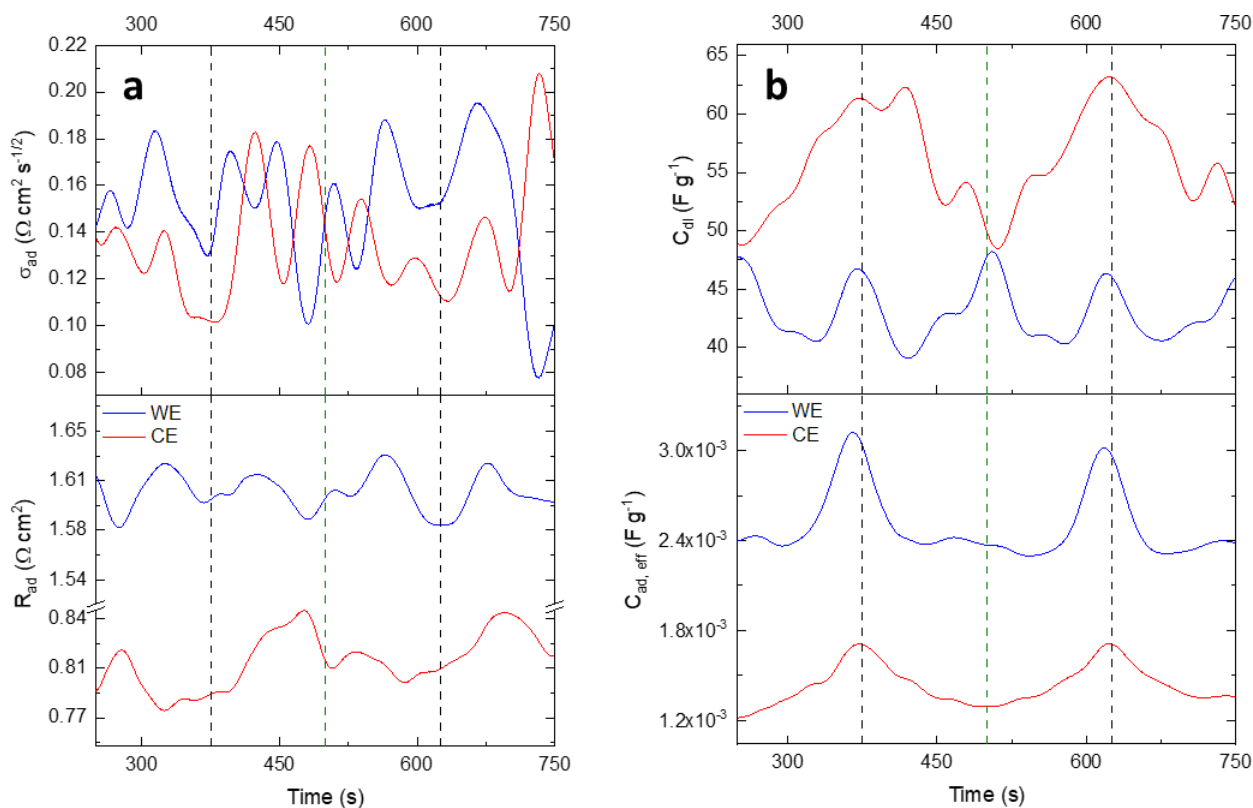 300 450 600 750
a
0.22
0.20
0.18
0.16
0.14
0.12
0.10
0.08
σad (Ω cm² s⁻¹ᐟ²)
WE
CE
1.65
1.61
1.58
1.54
0.84
0.81
0.77
Rad (Ω cm²)
300 450 600 750
Time (s)
300 450 600 750
b
65
60
55
50
45
40
Cdl (F g⁻¹)
WE
CE
3.0x10⁻³
2.4x10⁻³
1.8x10⁻³
1.2x10⁻³
Cad, eff (F g⁻¹)
300 450 600 750
Time (s)